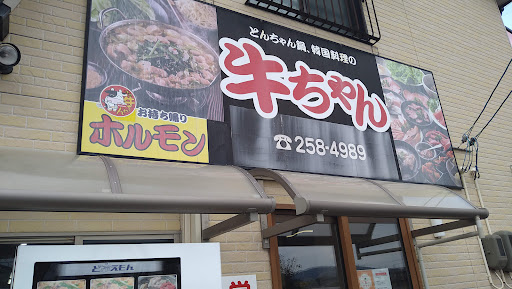 どんちゃん鍋、韓国料理の
牛ちゃん
☎258-4989
お持ち帰り
ホルモン